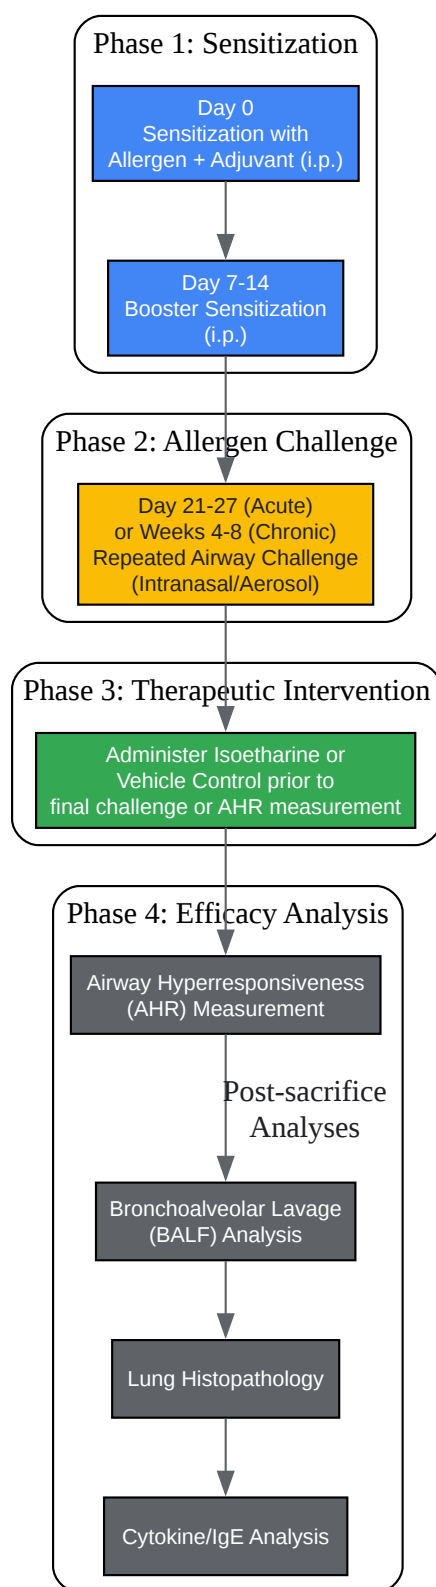 Phase 1: Sensitization
Day 0
Sensitization with
Allergen + Adjuvant (i.p.)
Day 7-14
Booster Sensitization
(i.p.)
Phase 2: Allergen Challenge
Day 21-27 (Acute)
or Weeks 4-8 (Chronic)
Repeated Airway Challenge
(Intranasal/Aerosol)
Phase 3: Therapeutic Intervention
Administer Isoetharine or
Vehicle Control prior to
final challenge or AHR measurement
Phase 4: Efficacy Analysis
Airway Hyperresponsiveness
(AHR) Measurement
Post-sacrifice
Analyses
Bronchoalveolar Lavage
(BALF) Analysis
Lung Histopathology
Cytokine/IgE Analysis